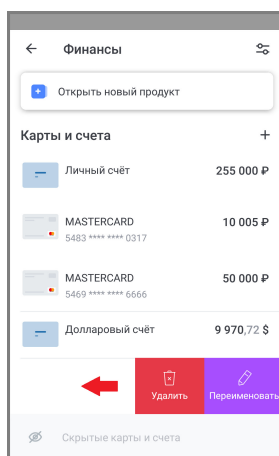 Финансы
Открыть новый продукт
Карты и счета
Личный счёт 255 000 ₽
MASTERCARD 10 005 ₽
5483 **** **** 0317
MASTERCARD 50 000 ₽
5469 **** **** 6666
Долларовый счёт 9 970,72 $
Удалить Переименовать
Скрытые карты и счета